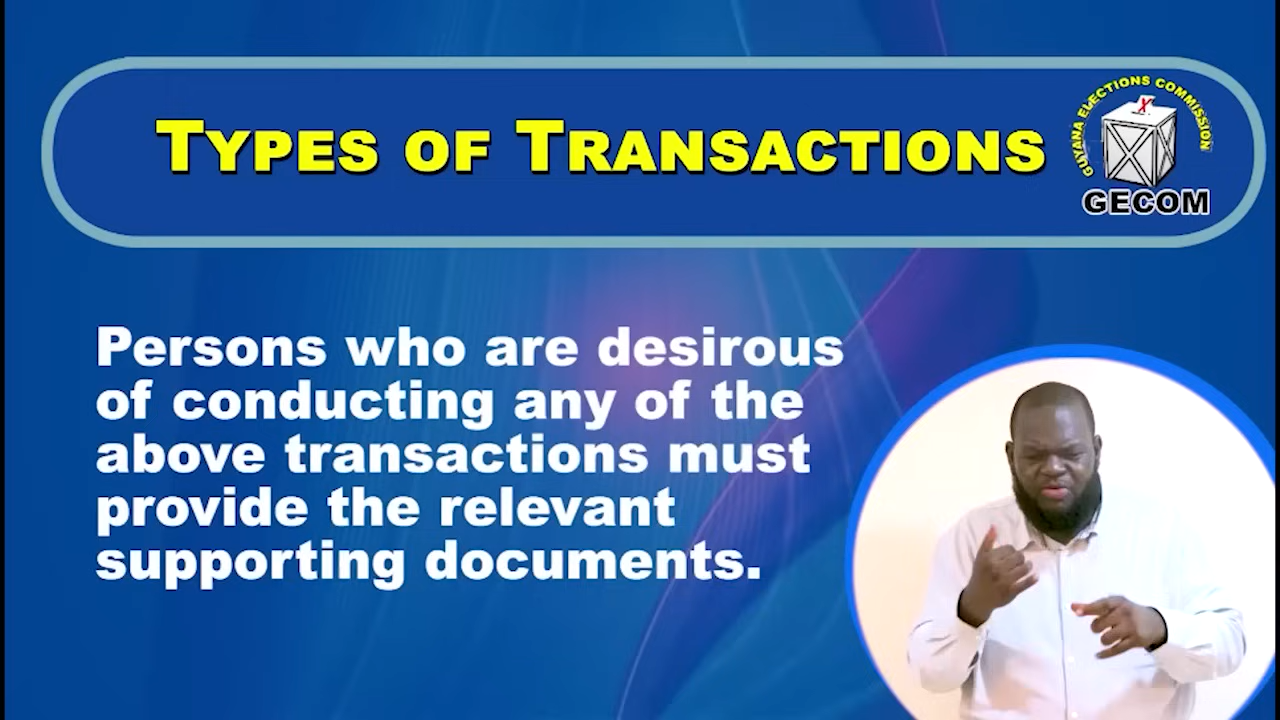 TYPES OF TRANSACTIONS
GUYANA ELECTIONS COMMISSION
X
GECOM
Persons who are desirous
of conducting any of the
above transactions must
provide the relevant
supporting documents.